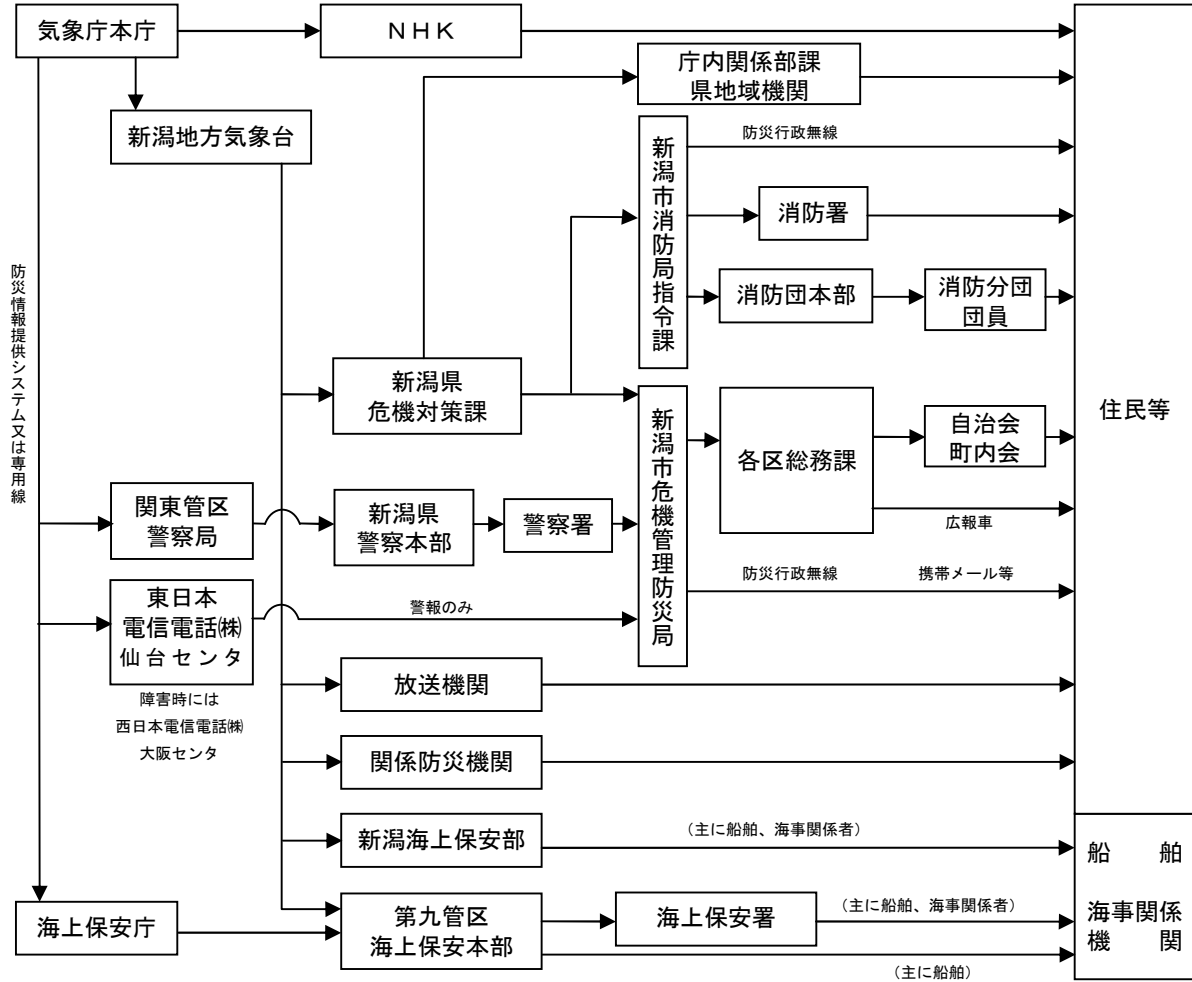 気象庁本庁
ＮＨＫ
庁内関係部課
県地域機関
新潟地方気象台
防災行政無線
新潟市消防局指令課
消防署
消防団本部
消防分団
団員
防災情報提供システム又は専用線
新潟県
危機対策課
住民等
新潟市危機管理防災局
各区総務課
自治会
町内会
広報車
関東管区
警察局
新潟県
警察本部
警察署
防災行政無線
携帯メール等
東日本
電信電話㈱
仙台センタ
警報のみ
障害時には
西日本電信電話㈱
大阪センタ
放送機関
関係防災機関
新潟海上保安部
（主に船舶、海事関係者）
船　舶
海事関係
機　関
海上保安庁
第九管区
海上保安本部
海上保安署
（主に船舶、海事関係者）
（主に船舶）